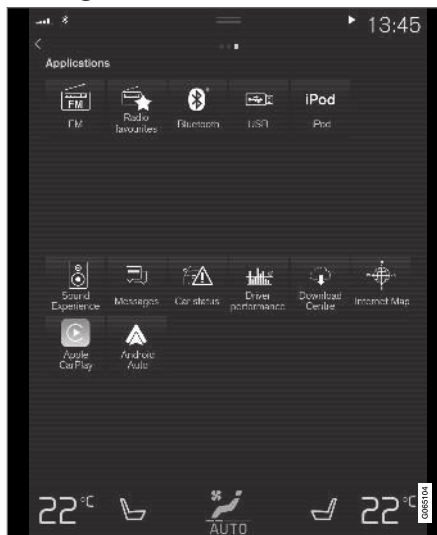 13:45
Applications
FM
iPod
FM
Radio
favourites
Bluetooth
USB
iPod
Sound
Experience
Messages
Car status
Driver
performance
Download
Centre
Internet Map
Apple
CarPlay
Android
Auto
22°C
AUTO
22°C
G065104